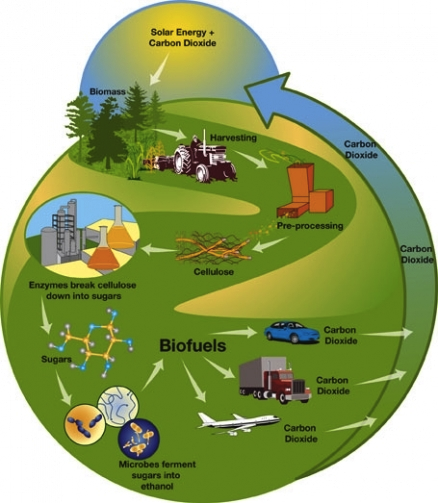 Solar Energy +
Carbon Dioxide
Biomass
Harvesting
Carbon
Dioxide
Pre-processing
Carbon
Dioxide
Cellulose
Enzymes break cellulose
down into sugars
Sugars
Biofuels
Carbon
Dioxide
Carbon
Dioxide
Carbon
Dioxide
Microbes ferment
sugars into
ethanol